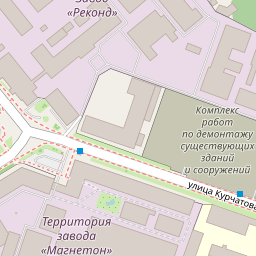 Завод
«Реконд»
Комплекс
работ
по демонтажу
существующих
зданий
и сооружений
улица Курчатова
Территория
завода
«Магнетон»